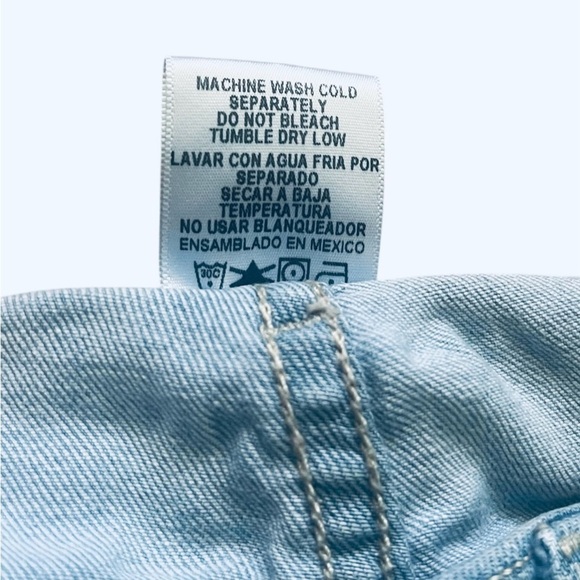 MACHINE WASH COLD
SEPARATELY
DO NOT BLEACH
TUMBLE DRY LOW
LAVAR CON AGUA FRIA POR
SEPARADO
SECAR A BAJA
TEMPERATURA
NO USAR BLANQUEADOR
ENSAMBLADO EN MEXICO
30C